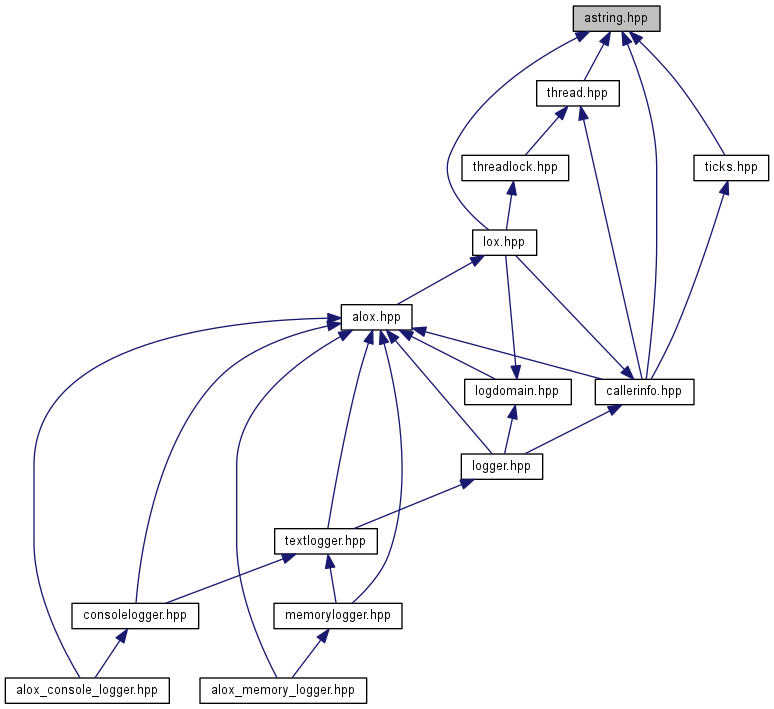 astring.hpp
thread.hpp
threadlock.hpp
ticks.hpp
lox.hpp
alox.hpp
logdomain.hpp
callerinfo.hpp
logger.hpp
textlogger.hpp
consolelogger.hpp
memorylogger.hpp
alox_console_logger.hpp
alox_memory_logger.hpp